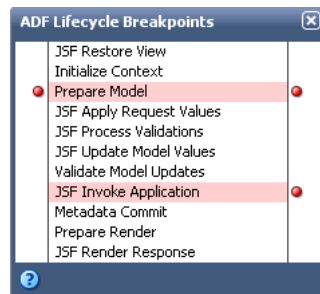 ADF Lifecycle Breakpoints
JSF Restore View
Initialize Context
Prepare Model
JSF Apply Request Values
JSF Process Validations
JSF Update Model Values
Validate Model Updates
JSF Invoke Application
Metadata Commit
Prepare Render
JSF Render Response
?